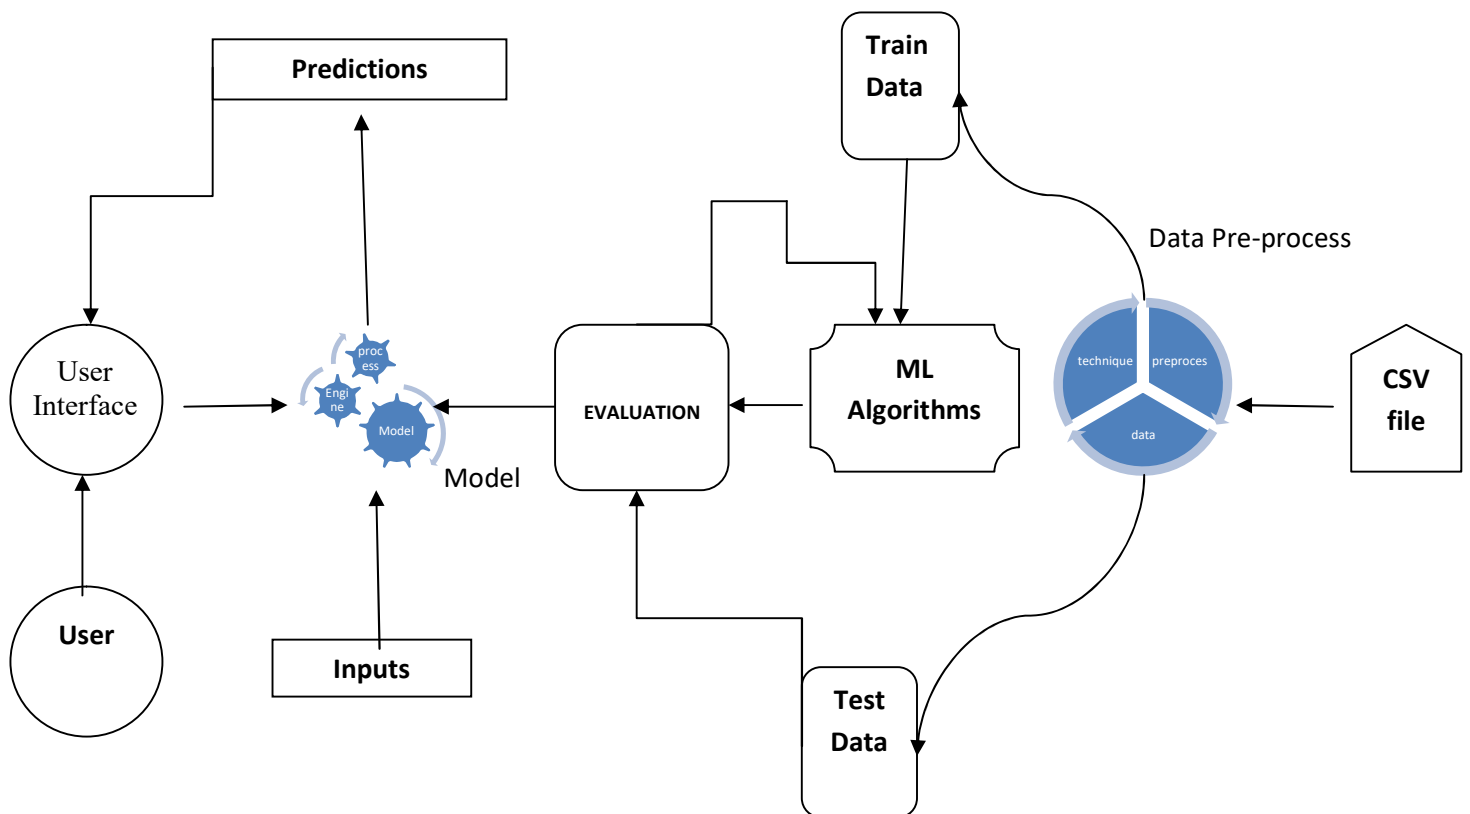 Predictions
Train
Data
Data Pre-process
User
Interface
proc
ess
Engi
ne
Model
Model
EVALUATION
ML
Algorithms
technique
preproces
data
CSV
file
User
Inputs
Test
Data